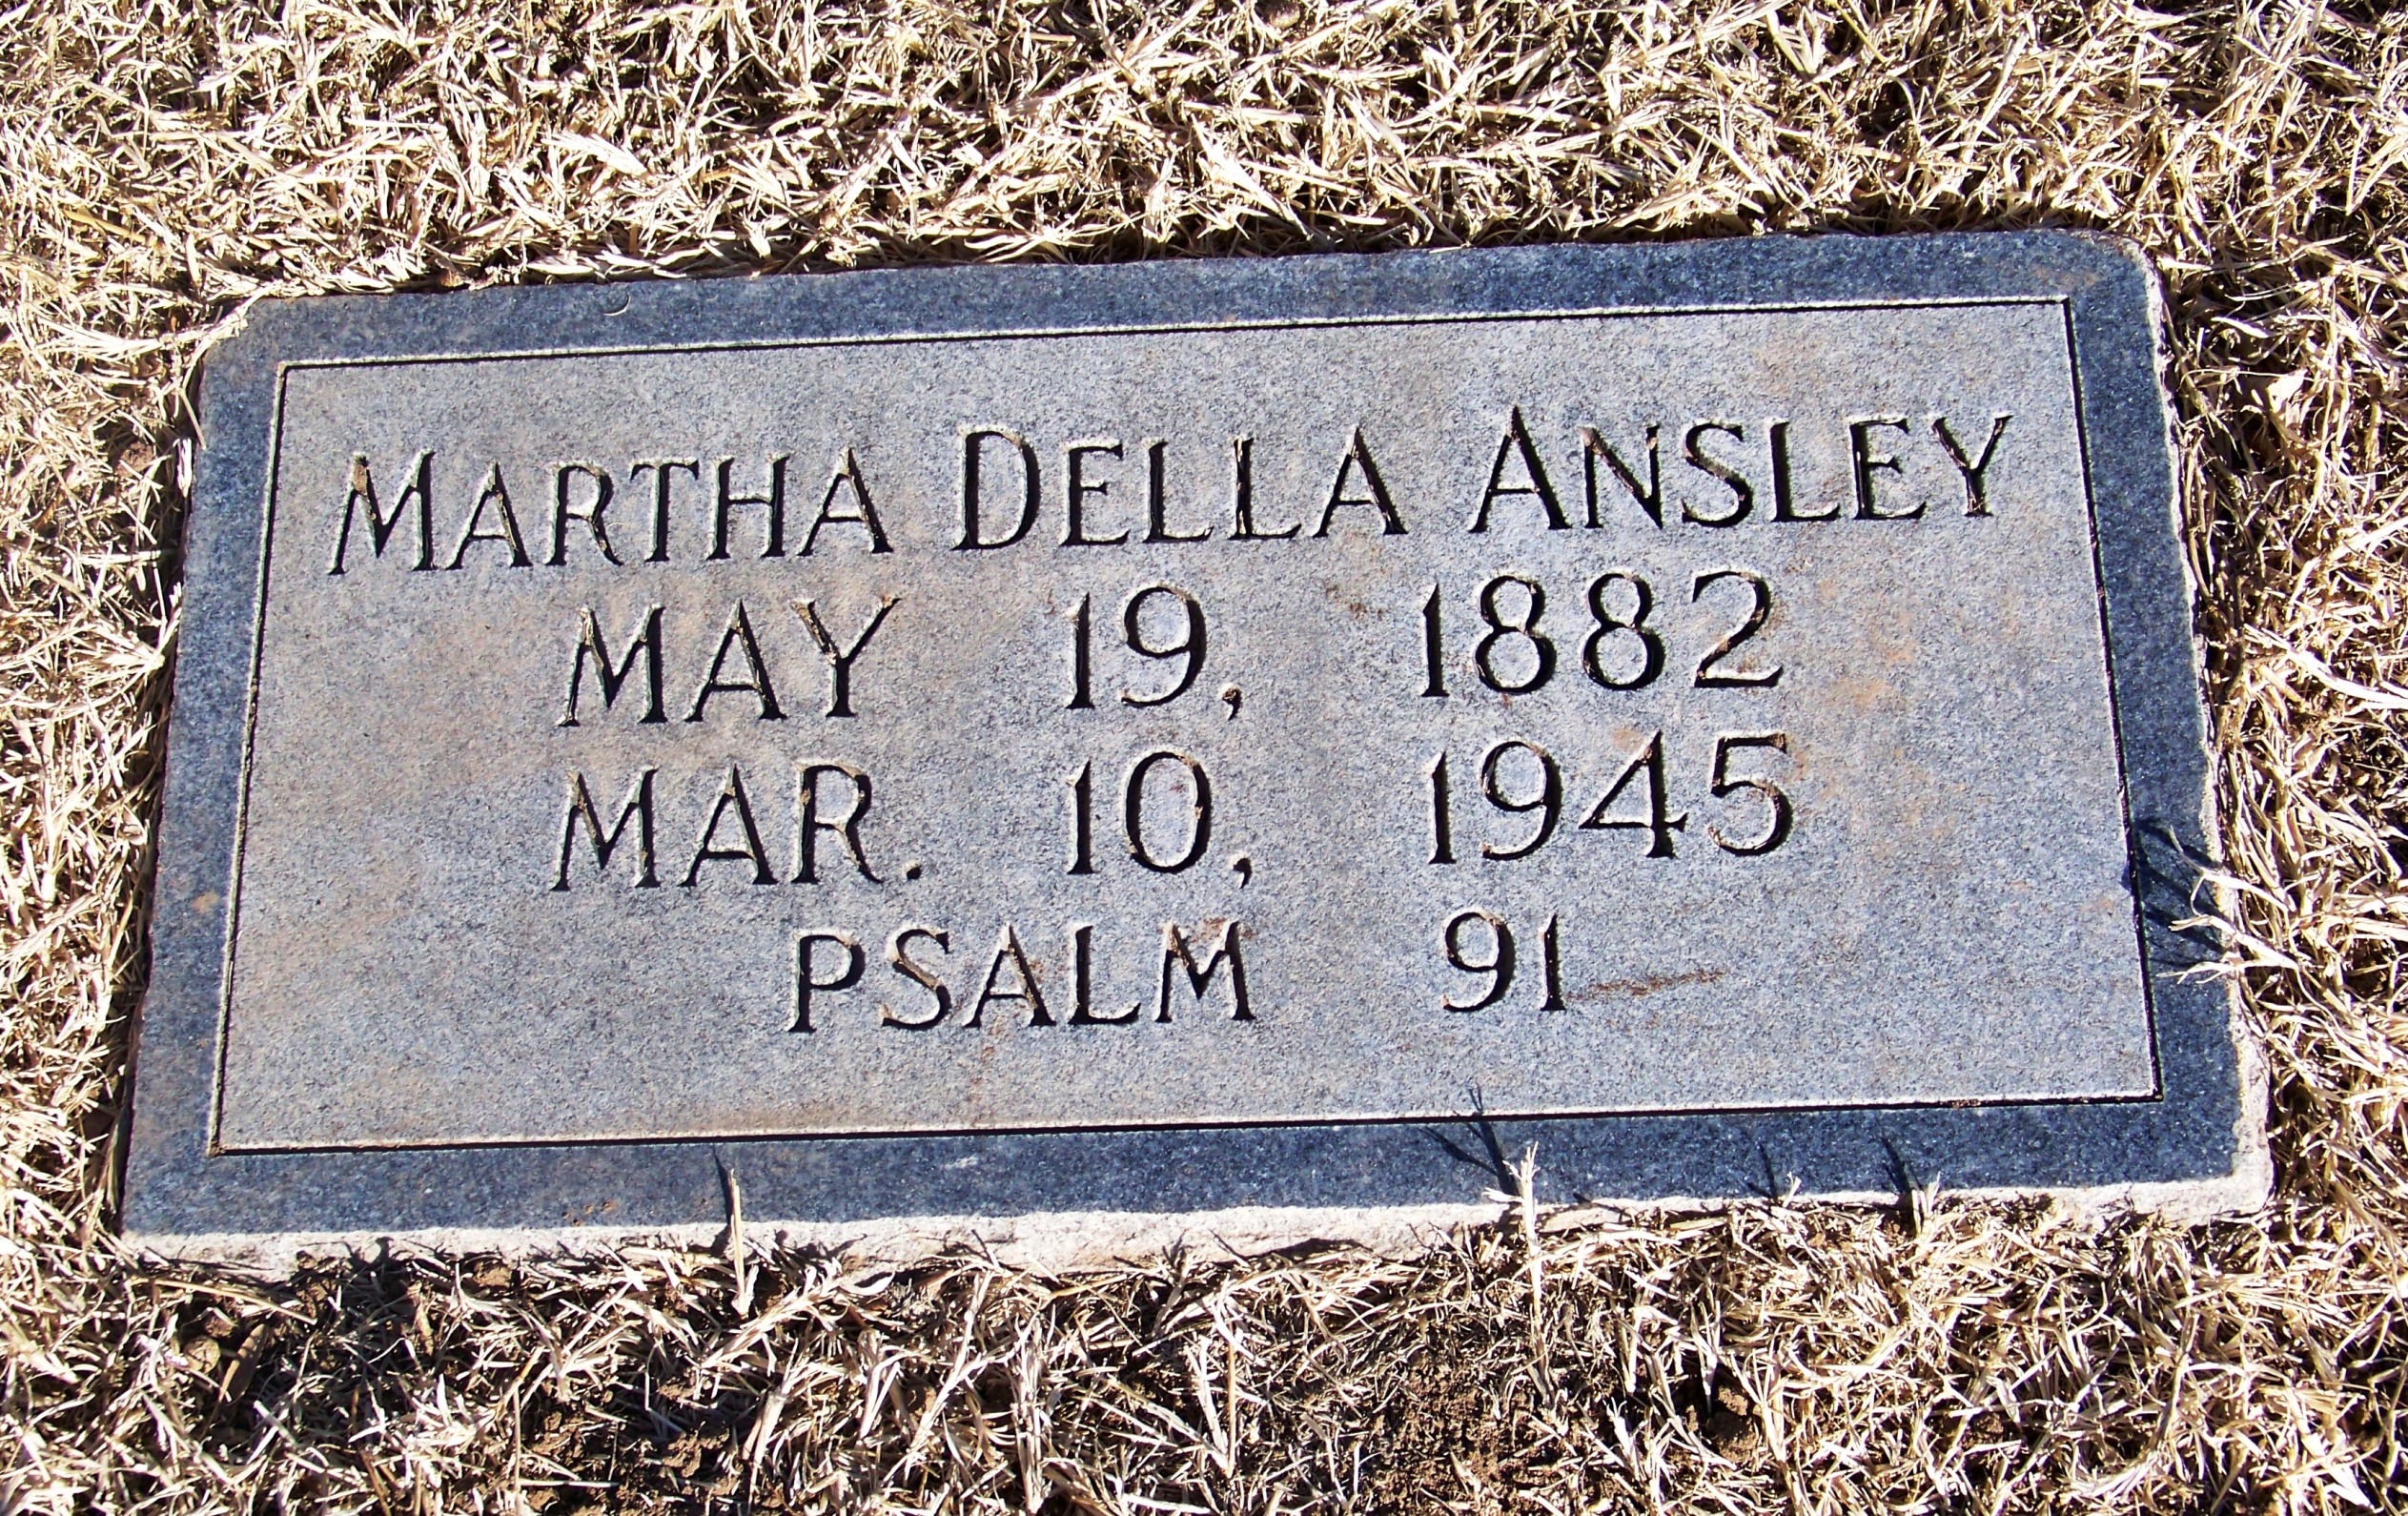 MARTHA DELLA ANSLEY
MAY 19, 1882
MAR. 10, 1945
PSALM 91